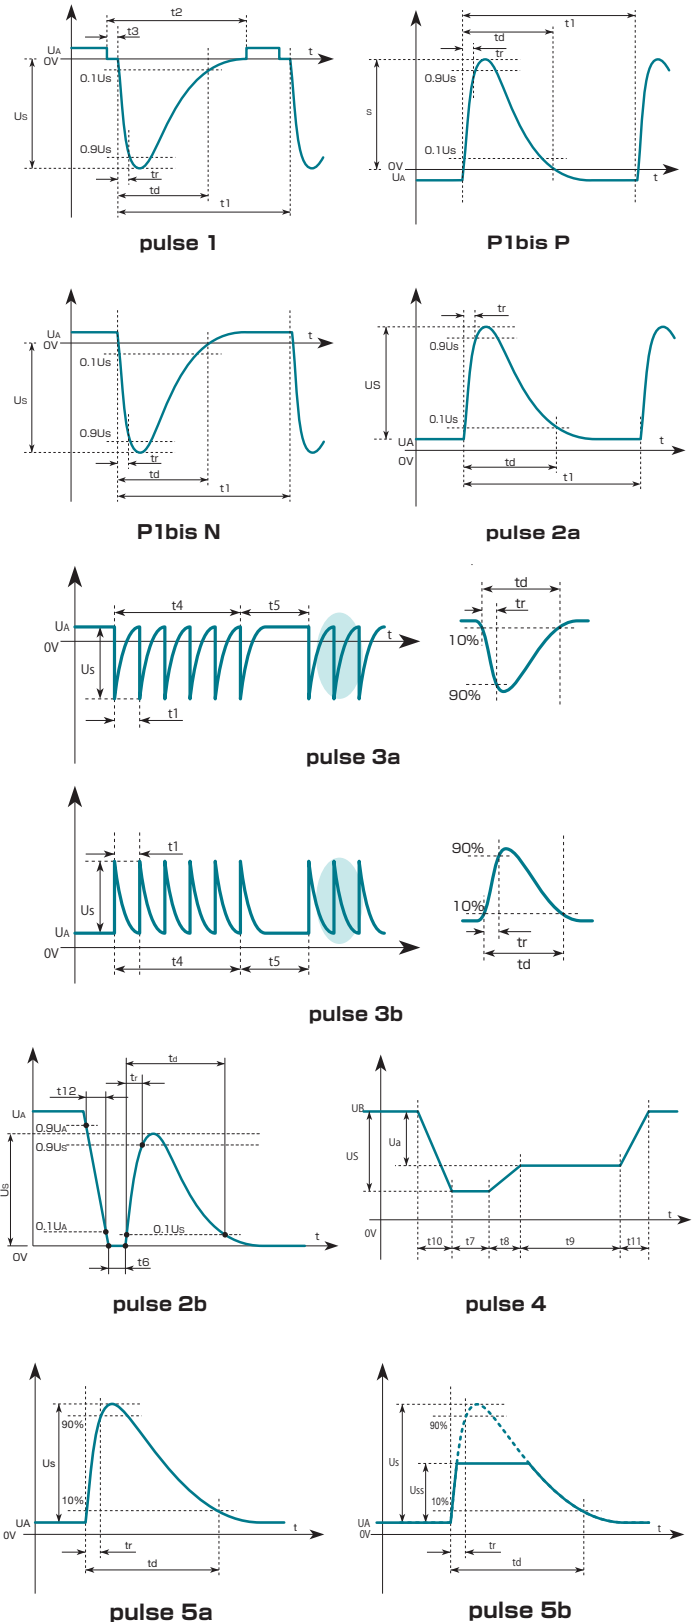 t2
t3
UA
0V
t
0.1Us
Us
0.9Us
tr
td
t1
pulse 1
t1
td
tr
0.9Us
s
0.1Us
0V
UA
t
P1bis P
UA
0V
t
0.1Us
Us
0.9Us
tr
td
t1
P1bis N
tr
0.9Us
US
0.1Us
UA
0V
t
td
t1
pulse 2a
t4
t5
UA
0V
t
Us
t1
td
tr
10%
90%
pulse 3a
t1
Us
UA
0V
t4
t5
90%
10%
tr
td
pulse 3b
td
tr
t12
UA
0.9UA
0.9Us
Us
0.1UA
0.1Us
t
0V
t6
pulse 2b
UB
Ua
US
t
0V
t10
t7
t8
t9
t11
pulse 4
90%
Us
10%
UA
0V
t
tr
td
pulse 5a
90%
Us
Uss
10%
UA
0V
t
tr
td
pulse 5b